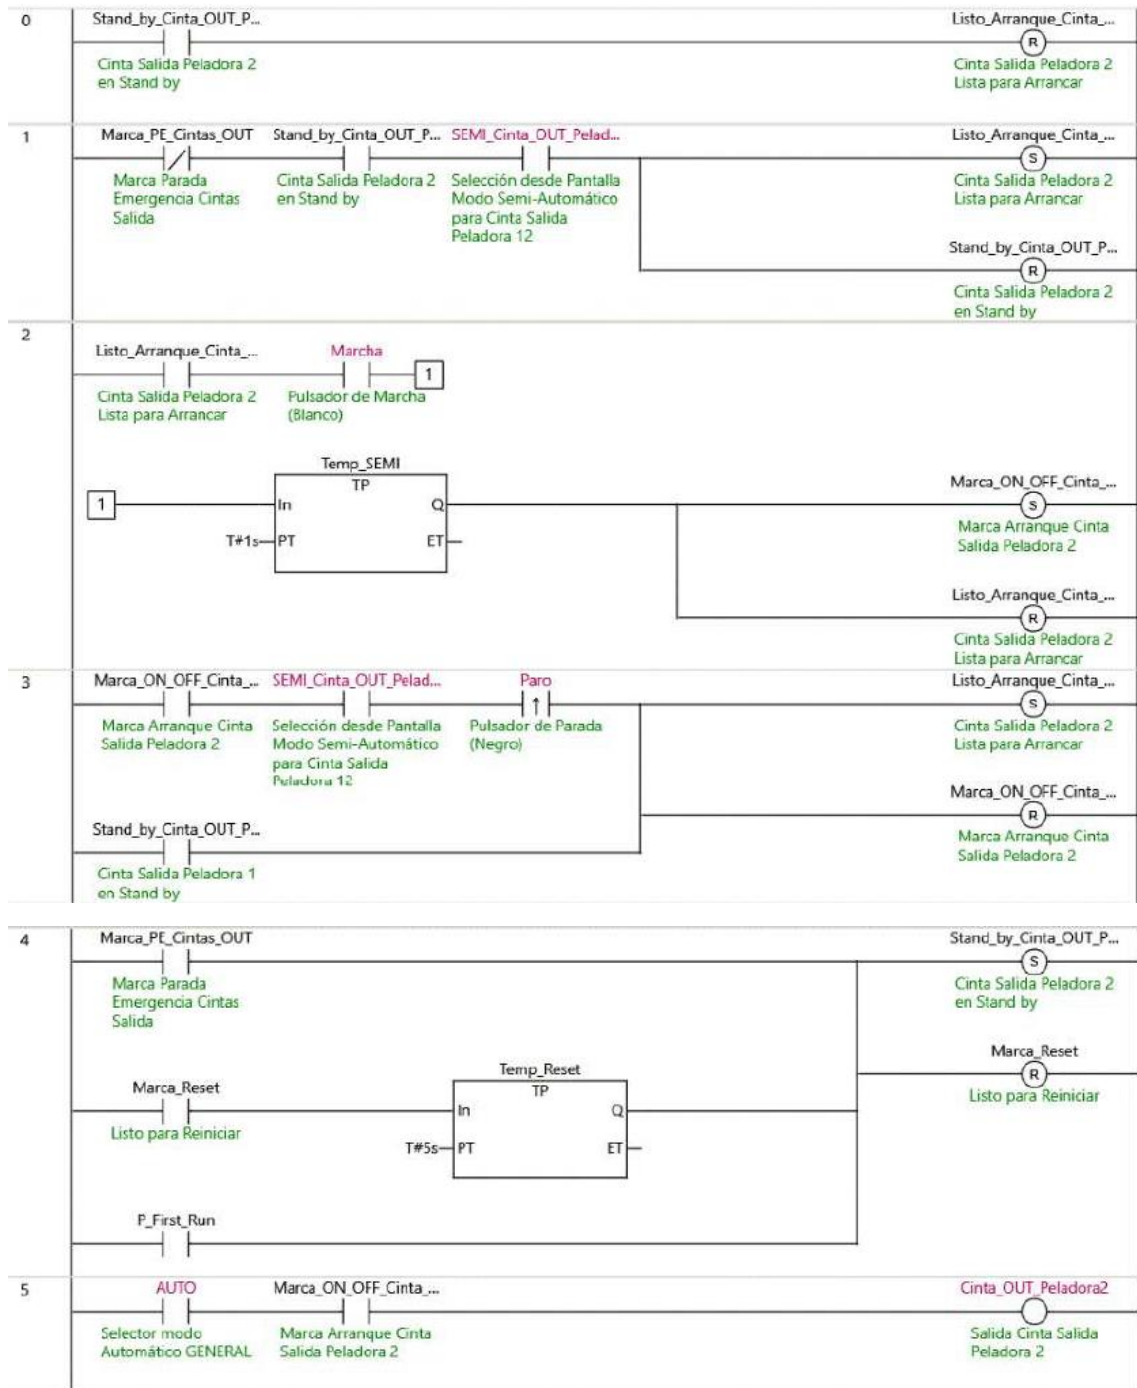 0
Stand_by_Cinta_OUT_P...
Listo_Arranque_Cinta_...
R
Cinta Salida Peladora 2
en Stand by
Cinta Salida Peladora 2
Lista para Arrancar
1
Marca_PE_Cintas_OUT
Stand_by_Cinta_OUT_P...
SEMI_Cinta_OUT_Pelad...
Listo_Arranque_Cinta_...
S
Marca Parada
Emergencia Cintas
Salida
Cinta Salida Peladora 2
en Stand by
Selección desde Pantalla
Modo Semi-Automático
para Cinta Salida
Peladora 12
Cinta Salida Peladora 2
Lista para Arrancar
Stand_by_Cinta_OUT_P...
R
Cinta Salida Peladora 2
en Stand by
2
Listo_Arranque_Cinta_...
Marcha
1
Cinta Salida Peladora 2
Lista para Arrancar
Pulsador de Marcha
(Blanco)
Temp_SEMI
TP
1
In
Q
T#1s
PT
ET
Marca_ON_OFF_Cinta_...
S
Marca Arranque Cinta
Salida Peladora 2
Listo_Arranque_Cinta_...
R
Cinta Salida Peladora 2
Lista para Arrancar
3
Marca_ON_OFF_Cinta_...
SEMI_Cinta_OUT_Pelad...
Paro
Listo_Arranque_Cinta_...
↑
S
Marca Arranque Cinta
Salida Peladora 2
Selección desde Pantalla
Modo Semi-Automático
para Cinta Salida
Peladora 12
Pulsador de Parada
(Negro)
Cinta Salida Peladora 2
Lista para Arrancar
Marca_ON_OFF_Cinta_...
R
Marca Arranque Cinta
Salida Peladora 2
Stand_by_Cinta_OUT_P...
Cinta Salida Peladora 1
en Stand by
4
Marca_PE_Cintas_OUT
Stand_by_Cinta_OUT_P...
S
Marca Parada
Emergencia Cintas
Salida
Cinta Salida Peladora 2
en Stand by
Marca_Reset
R
Listo para Reiniciar
Marca_Reset
Listo para Reiniciar
Temp_Reset
TP
In
Q
T#5s
PT
ET
P_First_Run
5
AUTO
Marca_ON_OFF_Cinta_...
Cinta_OUT_Peladora2
Selector modo
Automático GENERAL
Marca Arranque Cinta
Salida Peladora 2
Salida Cinta Salida
Peladora 2